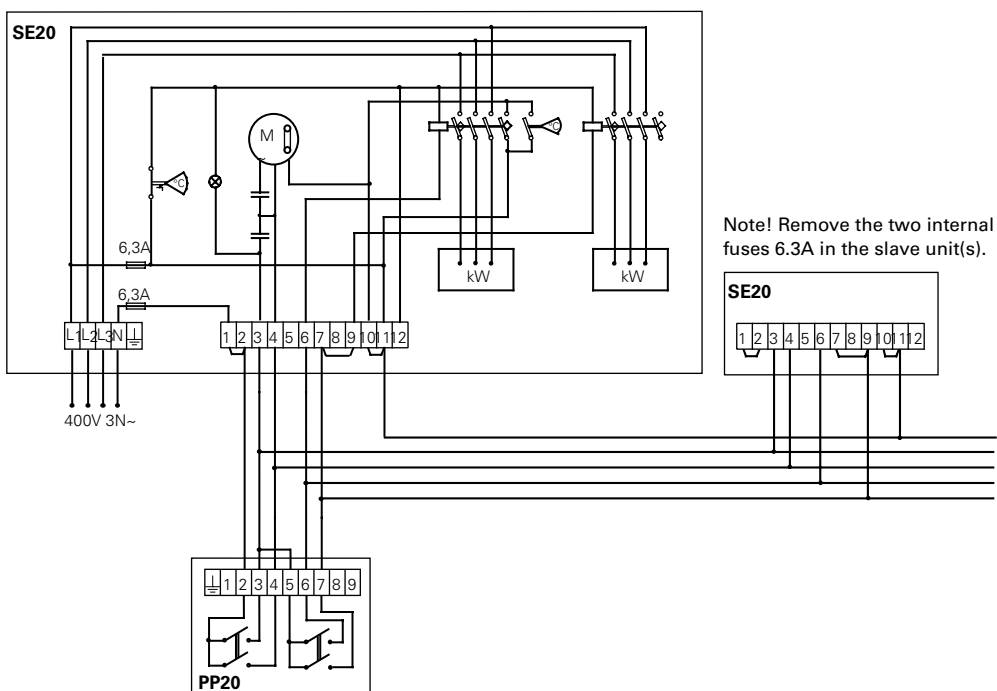 SE20
M
~
°C
°C
6,3A
6,3A
kW
kW
L1 L2 L3 N
1 2 3 4 5 6 7 8 9 10 11 12
400V 3N~
Note! Remove the two internal
fuses 6.3A in the slave unit(s).
SE20
1 2 3 4 5 6 7 8 9 10 11 12
1 2 3 4 5 6 7 8 9
PP20